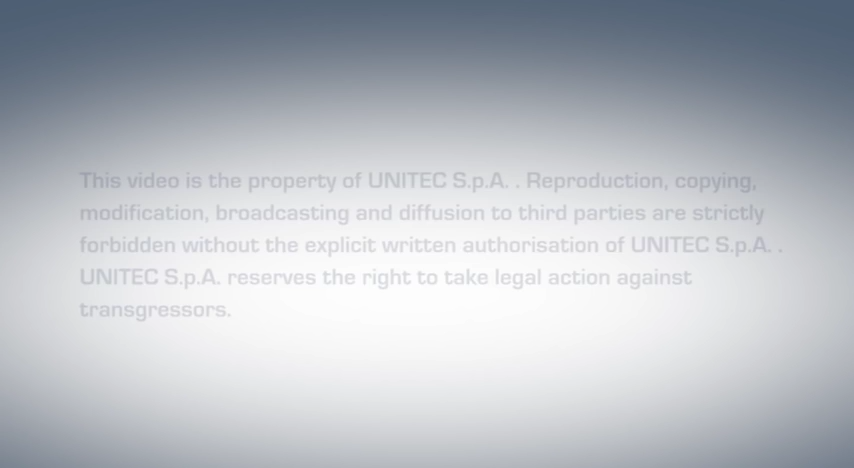 This video is the property of UNITEC S.p.A. . Reproduction, copying,
modification, broadcasting and diffusion to third parties are strictly
forbidden without the explicit written authorisation of UNITEC S.p.A. .
UNITEC S.p.A. reserves the right to take legal action against
transgressors.